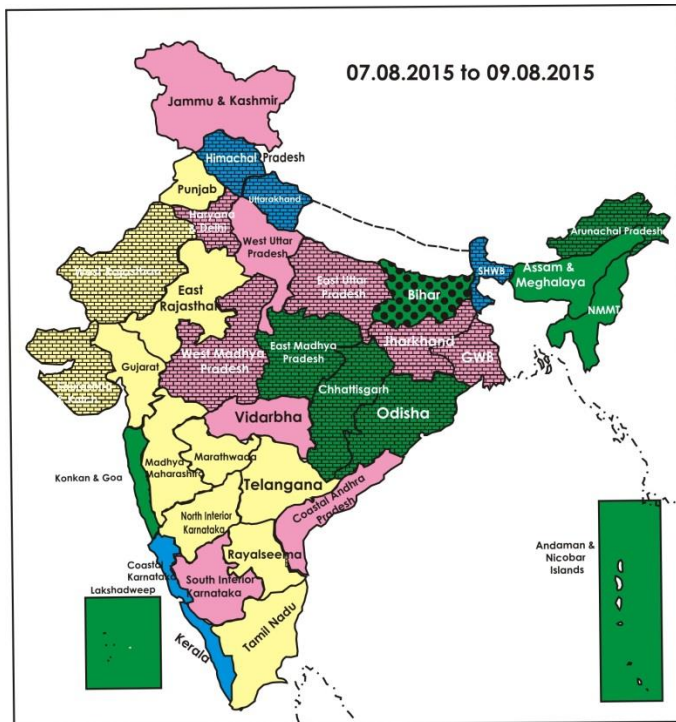 07.08.2015 to 09.08.2015
Jammu & Kashmir
Himachal Pradesh
Punjab
Uttarakhand
Haryana
& Delhi
West Uttar
Pradesh
Arunachal Pradesh
West Rajasthan
East
Rajasthan
East Uttar
Pradesh
Bihar
SHWB
Assam &
Meghalaya
NMMT
West Madhya
Pradesh
East Madhya
Pradesh
Jharkhand
GWB
Gujarat
Chhattisgarh
Odisha
Vidarbha
Konkan & Goa
Madhya
Maharashtra
Marathwada
Telangana
Coastal Andhra
Pradesh
North Interior
Karnataka
Rayalseema
Andaman &
Nicobar
Islands
Coastal
Karnataka
Lakshadweep
South Interior
Karnataka
Kerala
Tamil Nadu